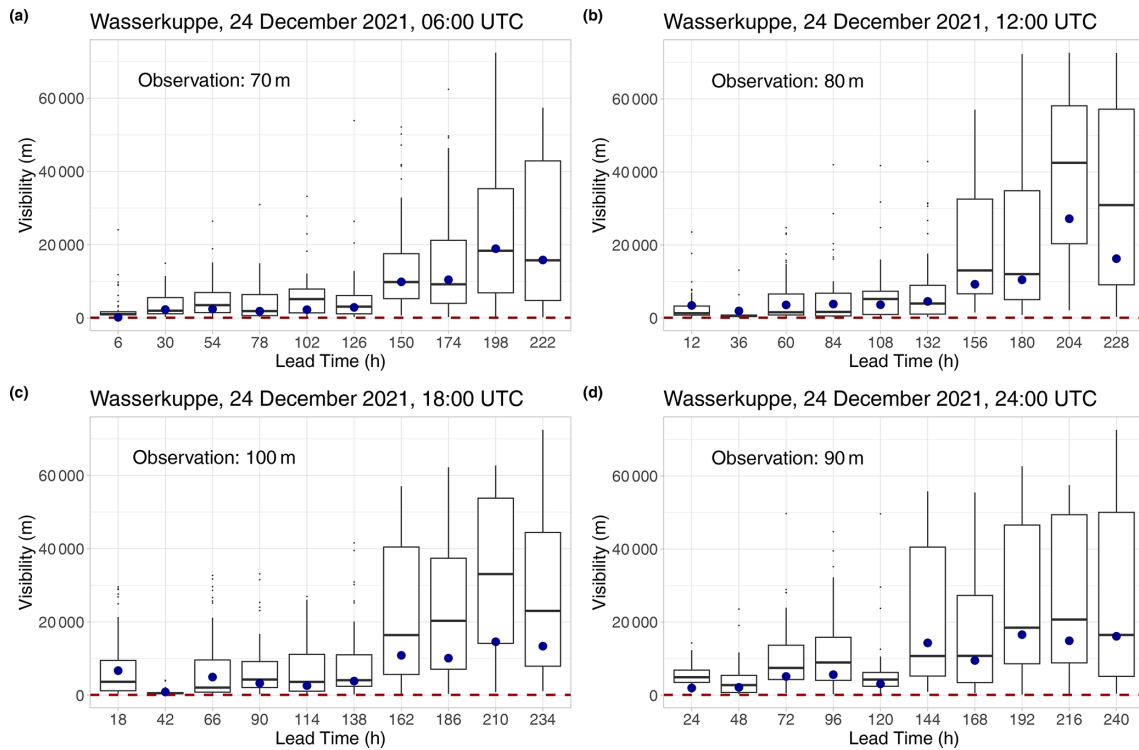 (a) Wasserkuppe, 24 December 2021, 06:00 UTC
Observation: 70 m
Visibility (m)
60 000
40 000
20 000
0
6 30 54 78 102 126 150 174 198 222
Lead Time (h)
(b) Wasserkuppe, 24 December 2021, 12:00 UTC
Observation: 80 m
Visibility (m)
60 000
40 000
20 000
0
12 36 60 84 108 132 156 180 204 228
Lead Time (h)
(c) Wasserkuppe, 24 December 2021, 18:00 UTC
Observation: 100 m
Visibility (m)
60 000
40 000
20 000
0
18 42 66 90 114 138 162 186 210 234
Lead Time (h)
(d) Wasserkuppe, 24 December 2021, 24:00 UTC
Observation: 90 m
Visibility (m)
60 000
40 000
20 000
0
24 48 72 96 120 144 168 192 216 240
Lead Time (h)